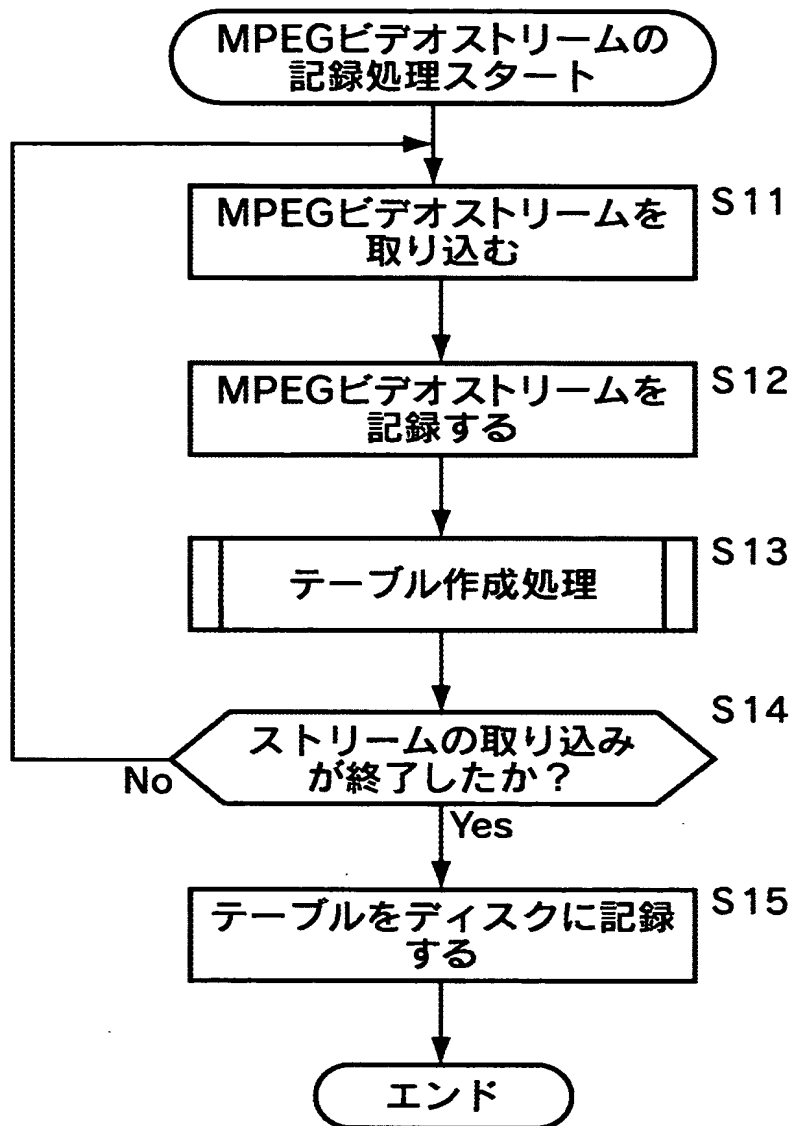 MPEGビデオストリームの
記録処理スタート
MPEGビデオストリームを
取り込む
S11
MPEGビデオストリームを
記録する
S12
テーブル作成処理
S13
ストリームの取り込み
が終了したか？
S14
No
Yes
テーブルをディスクに記録
する
S15
エンド